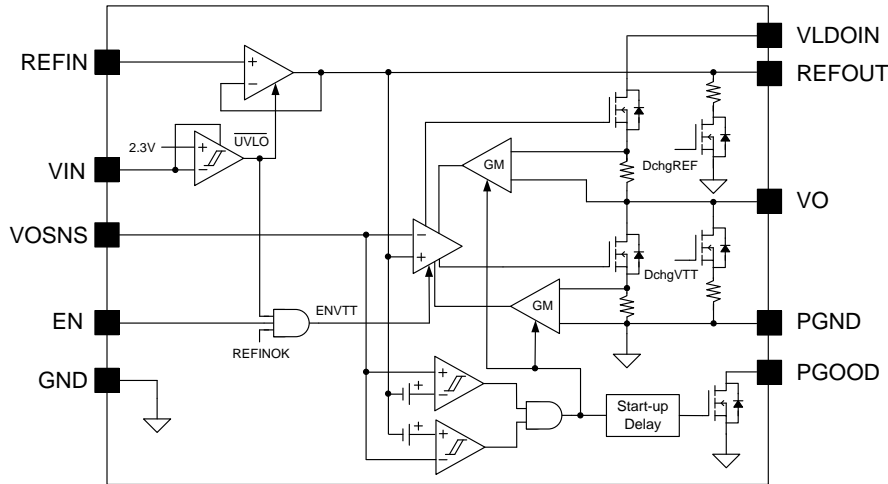 VLDOIN
REFIN
REFOUT
+
−
UVLO
2.3V
+
−
VIN
DchgREF
GM
VO
VOSNS
−
+
DchgVTT
GM
EN
ENVTT
PGND
REFINOK
GND
PGOOD
+
+
−
Start-up
Delay
+
+
−